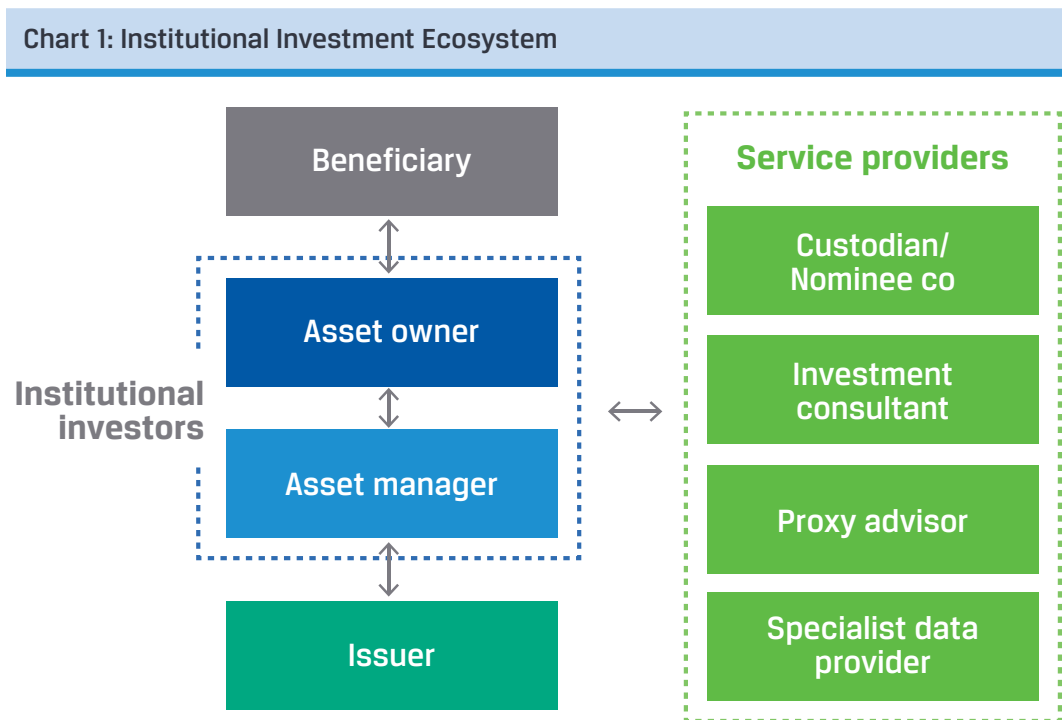 Chart 1: Institutional Investment Ecosystem
Beneficiary
Asset owner
Institutional
investors
Asset manager
Issuer
Service providers
Custodian/
Nominee co
Investment
consultant
Proxy advisor
Specialist data
provider